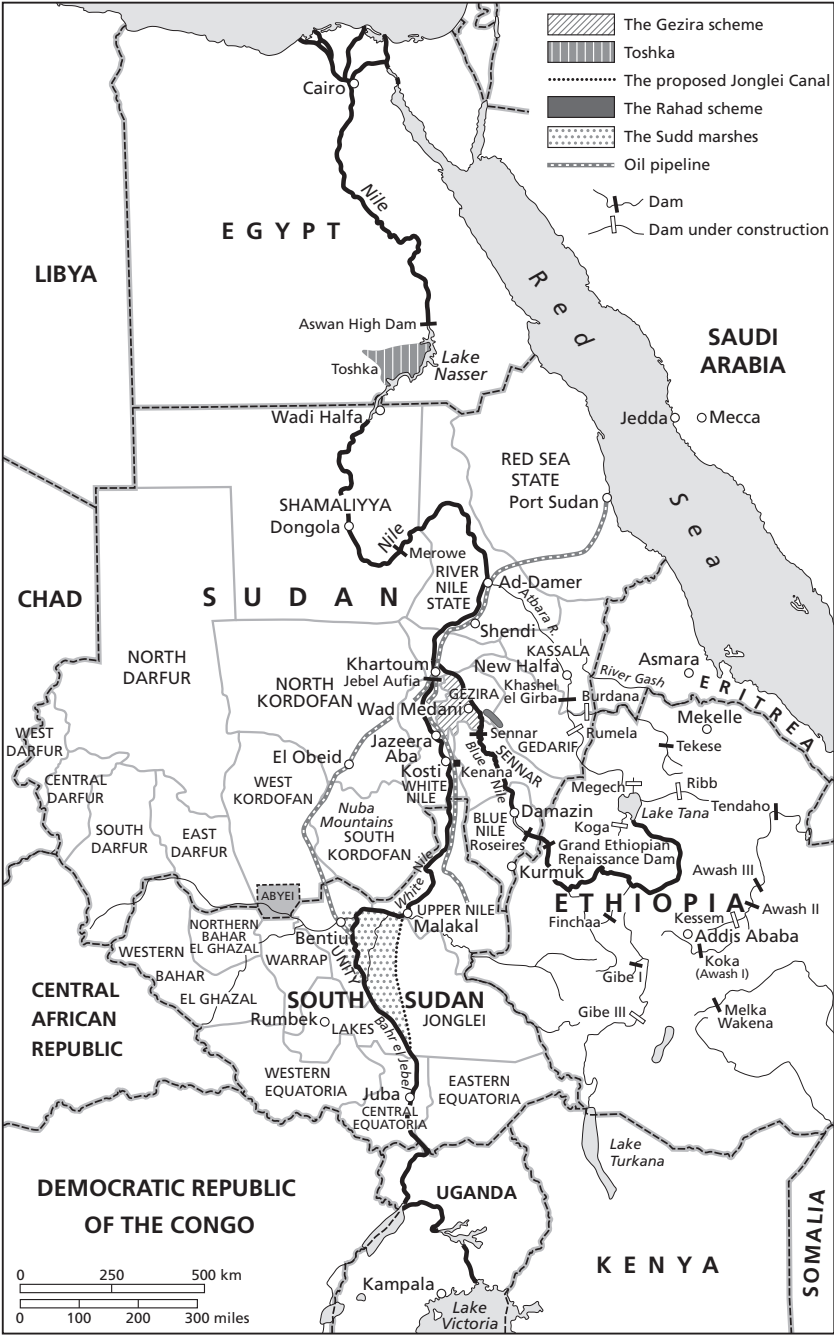 The Gezira scheme
Toshka
The proposed Jonglei Canal
The Rahad scheme
The Sudd marshes
Oil pipeline
Dam
Dam under construction
Cairo
Nile
EGYPT
LIBYA
Red Sea
SAUDI
ARABIA
Aswan High Dam
Toshka
Lake
Nasser
Wadi Halfa
Jedda
Mecca
RED SEA
STATE
Port Sudan
SHAMALIYYA
Dongola
Nile
Merowe
RIVER
NILE
STATE
Ad-Damer
Atbara R.
CHAD
SUDAN
Shendi
KASSALA
NORTH
DARFUR
Khartoum
Jebel Aufia
New Halfa
NORTH
KORDOFAN
GEZIRA
Khashel
el Girba
Burdana
River Gash
Asmara
ERITREA
Wad Medani
Mekelle
WEST
DARFUR
Jazeera
Aba
Sennar
GEDARIF
Rumela
Tekese
El Obeid
Kosti
Kenana
SENNAR
Blue Nile
CENTRAL
DARFUR
WEST
KORDOFAN
WHITE
NILE
Megech
Ribb
Lake Tana
Tendaho
Nuba
Mountains
SOUTH
KORDOFAN
SOUTH
DARFUR
EAST
DARFUR
BLUE
NILE
Roseires
Damazin
Koga
Grand Ethiopian
Renaissance Dam
Kurmuk
White Nile
Awash III
ABYEI
ETHIOPIA
Awash II
UPPER NILE
Malakal
Finchaa
Kessem
Addis Ababa
NORTHERN
BAHAR
EL GHAZAL
Bentiu
WARRAP
UNITY
Koka
(Awash I)
WESTERN
BAHAR
EL GHAZAL
Gibe I
CENTRAL
AFRICAN
REPUBLIC
SOUTH SUDAN
JONGLEI
Rumbek
LAKES
Bahr el Jebel
Gibe III
Melka
Wakena
WESTERN
EQUATORIA
EASTERN
EQUATORIA
Juba
CENTRAL
EQUATORIA
Lake
Turkana
DEMOCRATIC REPUBLIC
OF THE CONGO
UGANDA
KENYA
SOMALIA
Kampala
Lake
Victoria
0 250 500 km
0 100 200 300 miles